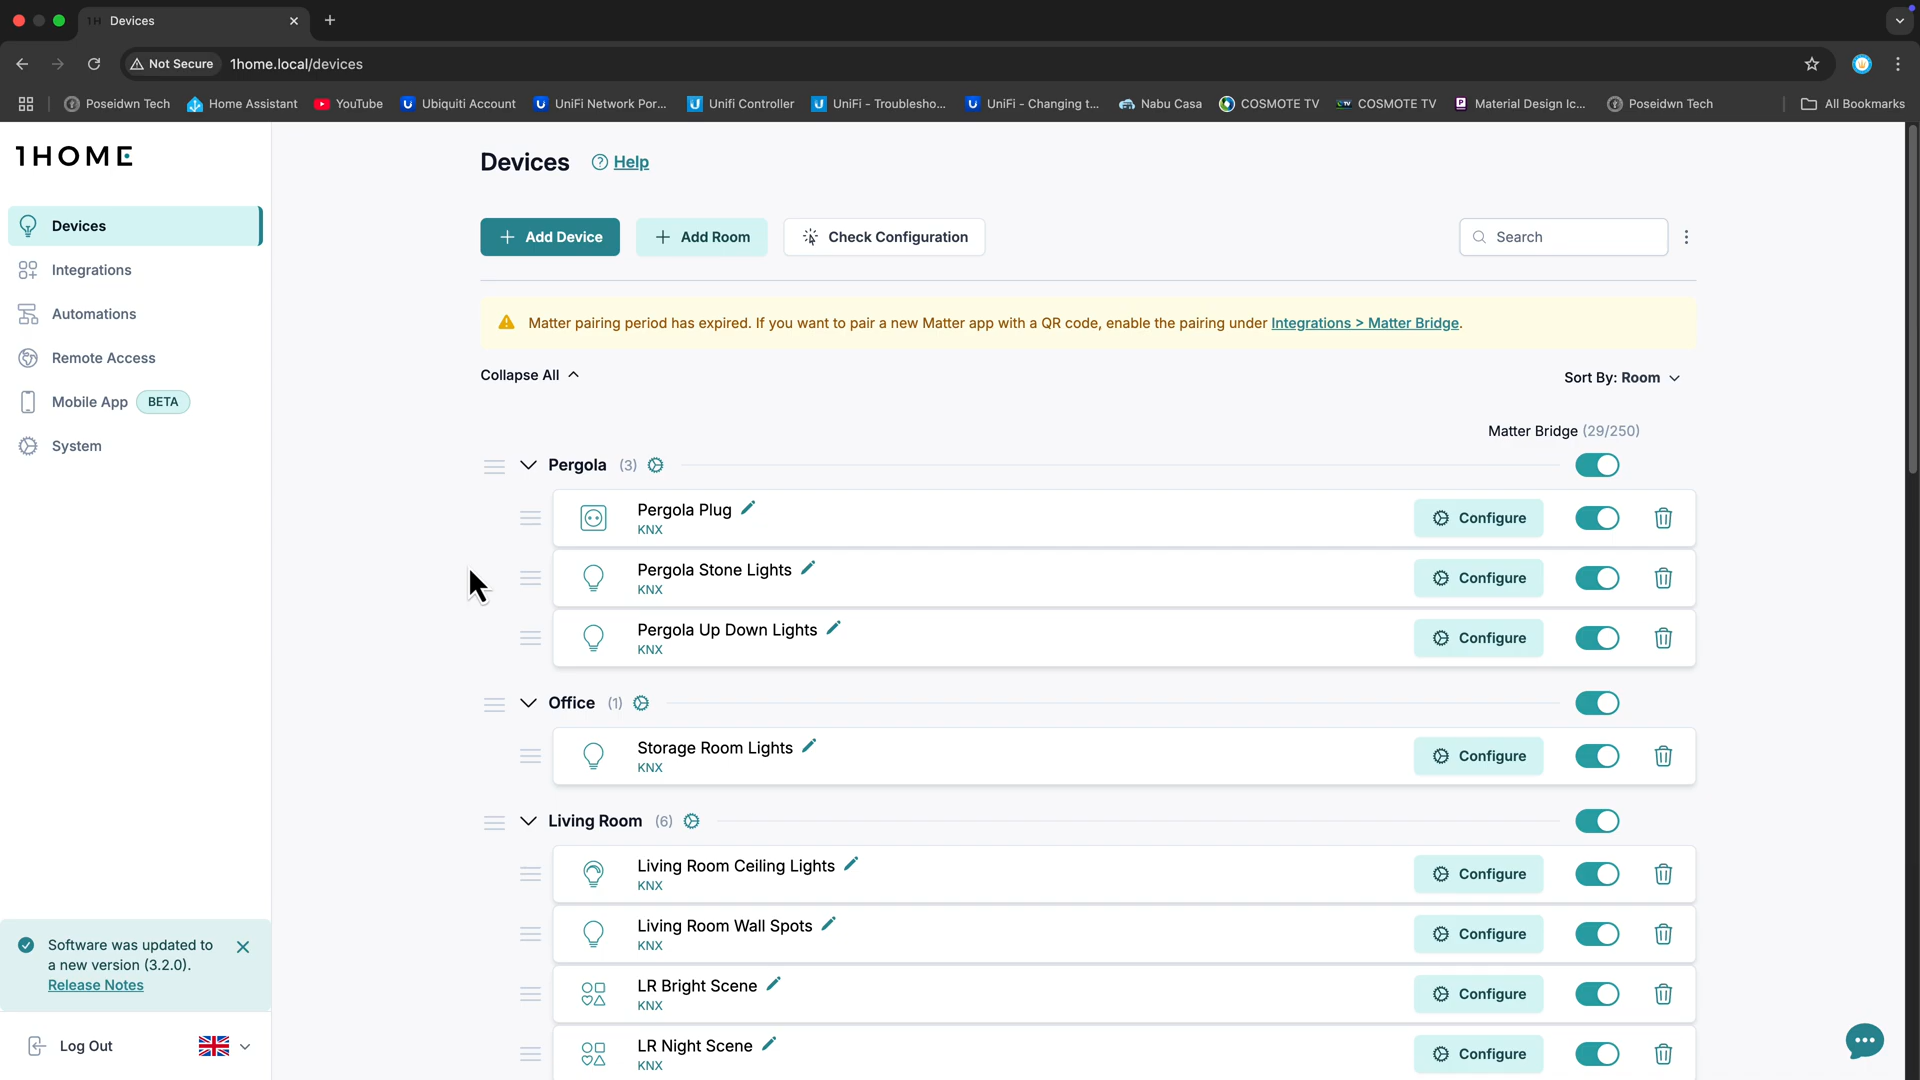 1H Devices
Not Secure 1home.local/devices
Poseidwn Tech Home Assistant YouTube Ubiquiti Account UniFi Network Por... Unifi Controller UniFi - Troublesho... UniFi - Changing t... Nabu Casa COSMOTE TV COSMOTE TV Material Design Ic... Poseidwn Tech All Bookmarks
1HOME
Devices
Integrations
Automations
Remote Access
Mobile App BETA
System
Software was updated to
a new version (3.2.0).
Release Notes
Log Out
Devices Help
Add Device Add Room Check Configuration Search
Matter pairing period has expired. If you want to pair a new Matter app with a QR code, enable the pairing under Integrations > Matter Bridge.
Collapse All Sort By: Room
Matter Bridge (29/250)
Pergola (3)
Pergola Plug
KNX
Configure
Pergola Stone Lights
KNX
Configure
Pergola Up Down Lights
KNX
Configure
Office (1)
Storage Room Lights
KNX
Configure
Living Room (6)
Living Room Ceiling Lights
KNX
Configure
Living Room Wall Spots
KNX
Configure
LR Bright Scene
KNX
Configure
LR Night Scene
KNX
Configure